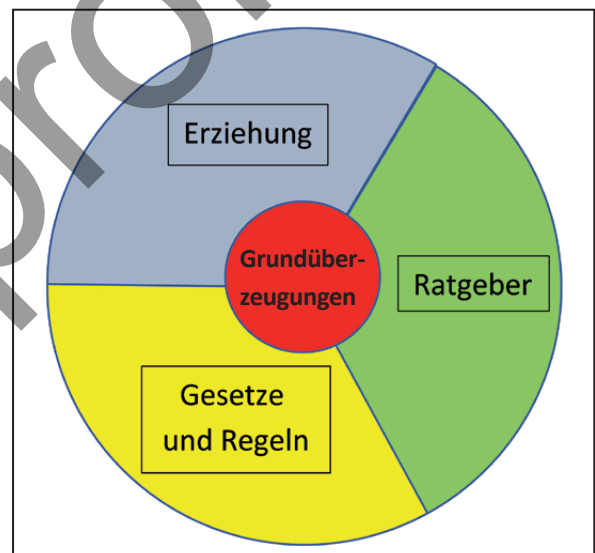 Erziehung
Grundüber-
zeugungen
Ratgeber
Gesetze
und Regeln